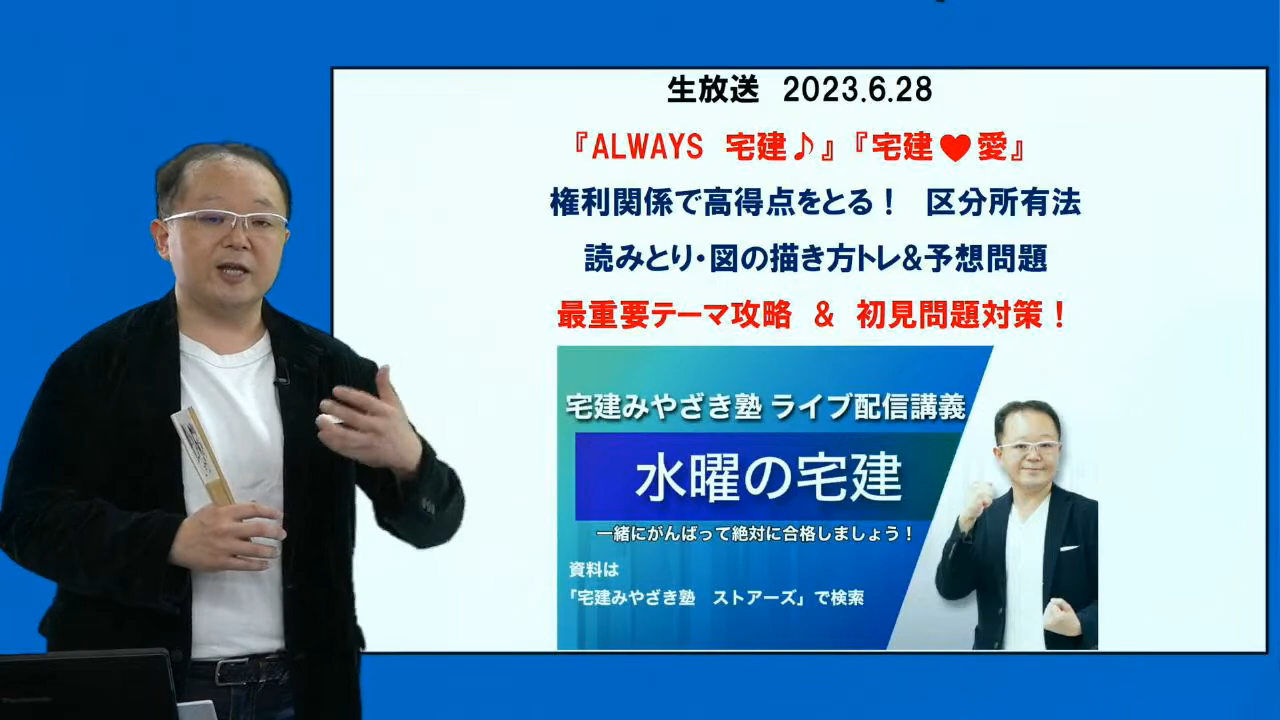 生放送　2023.6.28
『ALWAYS　宅建♪』『宅建♥愛』
権利関係で高得点をとる！　区分所有法
読みとり・図の描き方トレ&予想問題
最重要テーマ攻略　&　初見問題対策！
宅建みやざき塾 ライブ配信講義
水曜の宅建
一緒にがんばって絶対に合格しましょう！
資料は
「宅建みやざき塾　ストアーズ」で検索